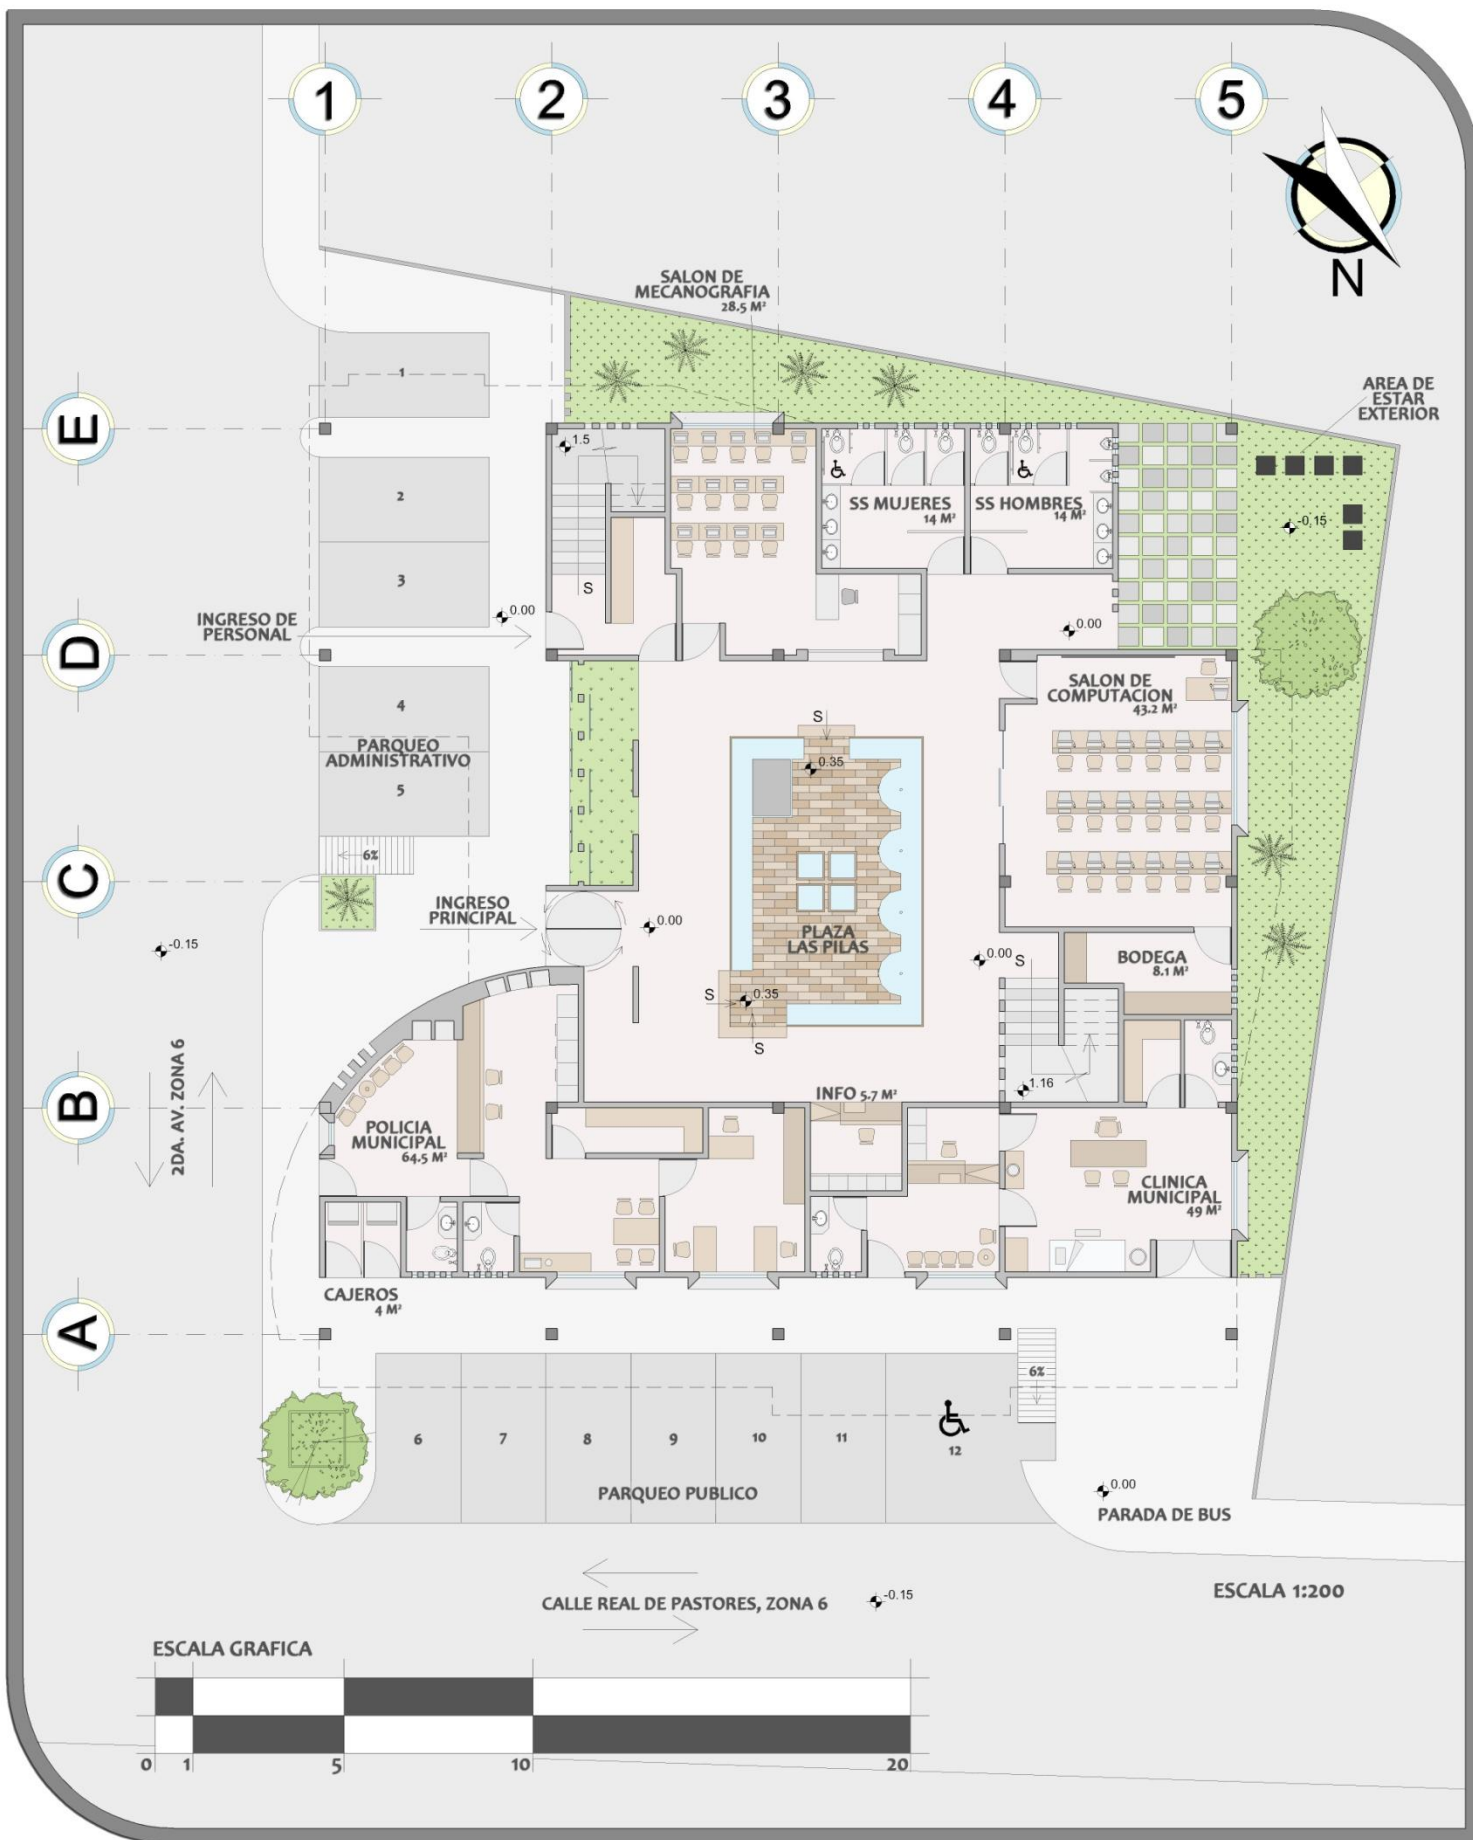 1
2
3
4
5
N
SALON DE
MECANOGRAFIA
28.5 M²
AREA DE
ESTAR
EXTERIOR
E
1
1.5
SS MUJERES
14 M²
SS HOMBRES
14 M²
-0.15
2
3
S
INGRESO DE
PERSONAL
0.00
0.00
D
SALON DE
COMPUTACION
43.2 M²
4
PARQUEO
ADMINISTRATIVO
5
S
0.35
6%
C
INGRESO
PRINCIPAL
0.00
PLAZA
LAS PILAS
-0.15
0.00
S
BODEGA
8.1 M²
S
0.35
S
2DA. AV. ZONA 6
B
1.16
INFO 5.7 M²
POLICIA
MUNICIPAL
64.5 M²
CLINICA
MUNICIPAL
49 M²
CAJEROS
4 M²
A
6%
6
7
8
9
10
11
12
PARQUEO PUBLICO
0.00
PARADA DE BUS
CALLE REAL DE PASTORES, ZONA 6
-0.15
ESCALA 1:200
ESCALA GRAFICA
0
1
5
10
20